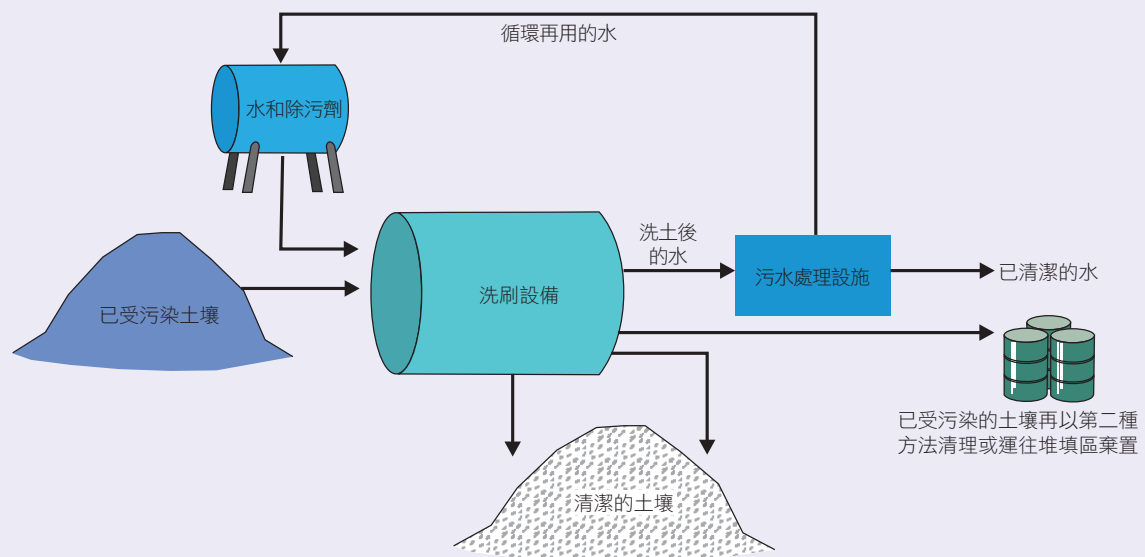 循環再用的水
水和除污劑
洗土後
的水
污水處理設施
已清潔的水
洗刷設備
已受污染土壤
已受污染的土壤再以第二種
方法清理或運往堆填區棄置
清潔的土壤